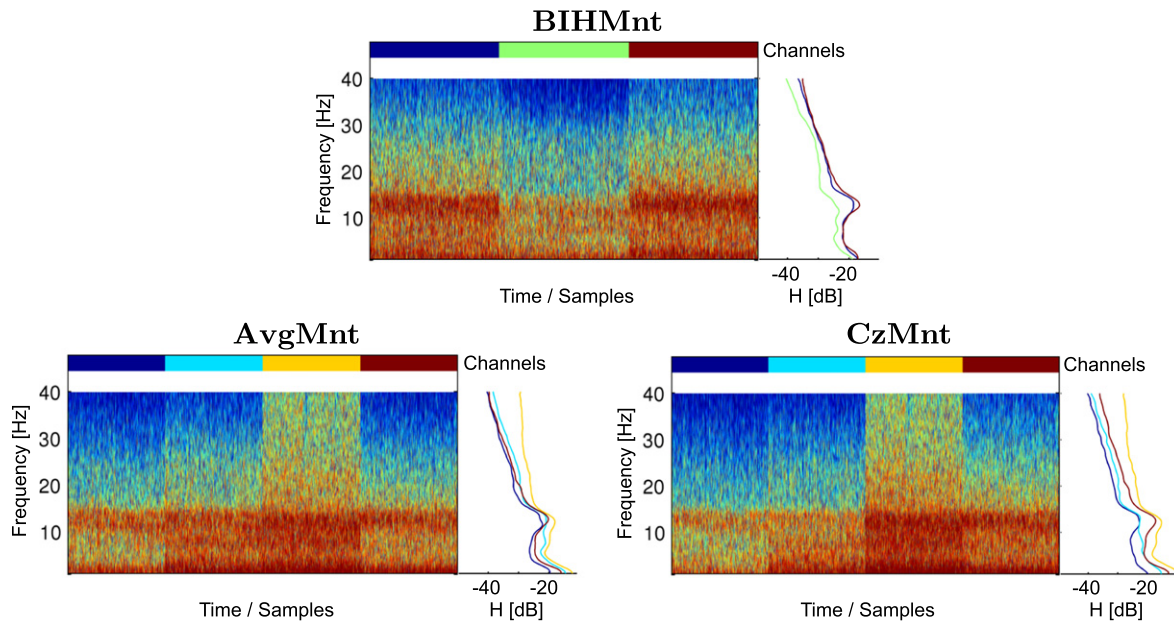 BIHMnt
Channels
40
30
20
10
Frequency [Hz]
-40 -20
Time / Samples
H [dB]
AvgMnt
Channels
40
30
20
10
Frequency [Hz]
-40 -20
Time / Samples
H [dB]
CzMnt
Channels
40
30
20
10
Frequency [Hz]
-40 -20
Time / Samples
H [dB]